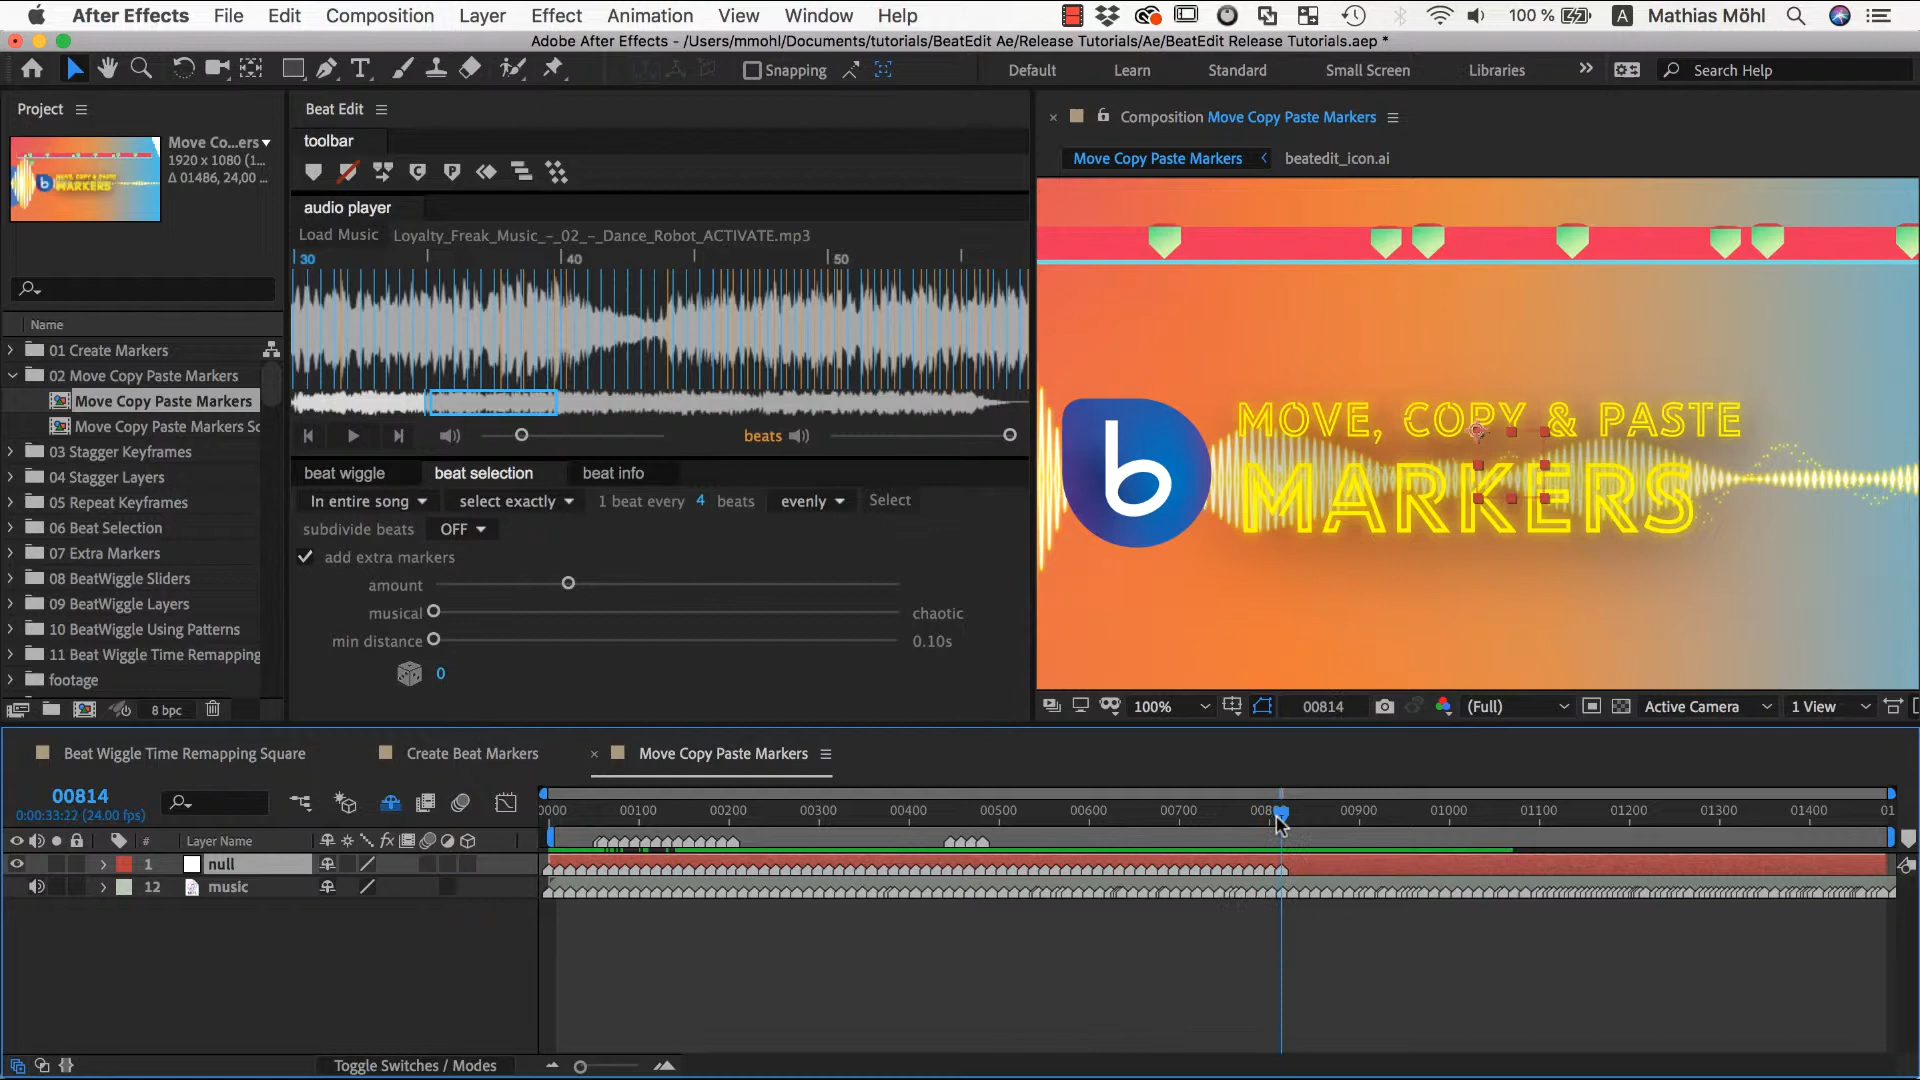 After Effects File Edit Composition Layer Effect Animation View Window Help 100 % A Mathias Möhl
Adobe After Effects - /Users/mmohl/Documents/tutorials/BeatEdit Ae/Release Tutorials/Ae/BeatEdit Release Tutorials.aep *
Snapping Default Learn Standard Small Screen Libraries Search Help
Project
Move Co...ers
1920 x 1080 (1...
Δ 01486, 24,00 ...
Name
01 Create Markers
02 Move Copy Paste Markers
Move Copy Paste Markers
Move Copy Paste Markers Sc
03 Stagger Keyframes
04 Stagger Layers
05 Repeat Keyframes
06 Beat Selection
07 Extra Markers
08 BeatWiggle Sliders
09 BeatWiggle Layers
10 BeatWiggle Using Patterns
11 Beat Wiggle Time Remapping
footage
8 bpc
Beat Edit
toolbar
audio player
Load Music Loyalty_Freak_Music_-_02_-_Dance_Robot_ACTIVATE.mp3
30 40 50
beats
beat wiggle beat selection beat info
In entire song select exactly 1 beat every 4 beats evenly Select
subdivide beats OFF
add extra markers
amount
musical chaotic
min distance 0.10s
0
Composition Move Copy Paste Markers
Move Copy Paste Markers beatedit_icon.ai
b
MOVE, COPY & PASTE
MARKERS
100% 00814 (Full) Active Camera 1 View
Beat Wiggle Time Remapping Square Create Beat Markers Move Copy Paste Markers
00814
0:00:33:22 (24.00 fps)
0000 00100 00200 00300 00400 00500 00600 00700 008 00900 01000 01100 01200 01300 01400 01
# Layer Name fx
1 null
12 music
Toggle Switches / Modes